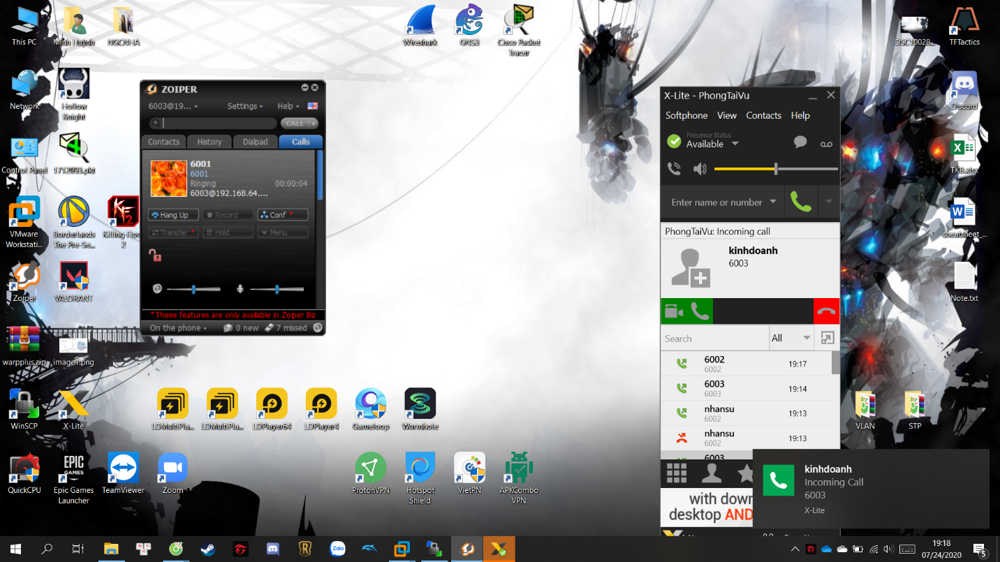 This PC
Minh Huynh
NGCNHA
Wireshark
GNS3
Cisco Packet
Tracer
DSC10028...
TFTactics
Network
Hollow
Knight
Discord
Control Panel
1712093.pkt
TKB.xlsx
VMware
Workstati...
Borderlands
The Pre-Se...
Killing Floo
2
cheatsheet_...
Zoiper
VALORANT
Note.txt
warpplus.zip
image1.png
WinSCP
X-Lite
LDMultiPla...
LDMultiPla...
LDPlayer64
LDPlayer4
Gameloop
Wormhole
VLAN
STP
QuickCPU
EPIC
GAMES
Epic Games
Launcher
TeamViewer
Zoom
ProtonVPN
Hotspot
Shield
VietPN
APKCombo
VPN
ZOIPER
6003@19...
Settings
Help
CALL
Contacts
History
Dialpad
Calls
6001
6001
Ringing
00:00:04
6003@192.168.64....
Hang Up
Record
Conf *
Transfer *
Hold
Menu
*These features are only available in Zoiper Biz
On the phone
0 new
7 missed
X-Lite - PhongTaiVu
Softphone View Contacts Help
Presence Status
Available
Enter name or number
PhongTaiVu: Incoming call
kinhdoanh
6003
Search
All
6002
6002
19:17
6003
6003
19:14
nhansu
6002
19:13
nhansu
6002
19:13
6003
with down
desktop AND
kinhdoanh
Incoming Call
6003
X-Lite
Zalo
19:18
07/24/2020
5